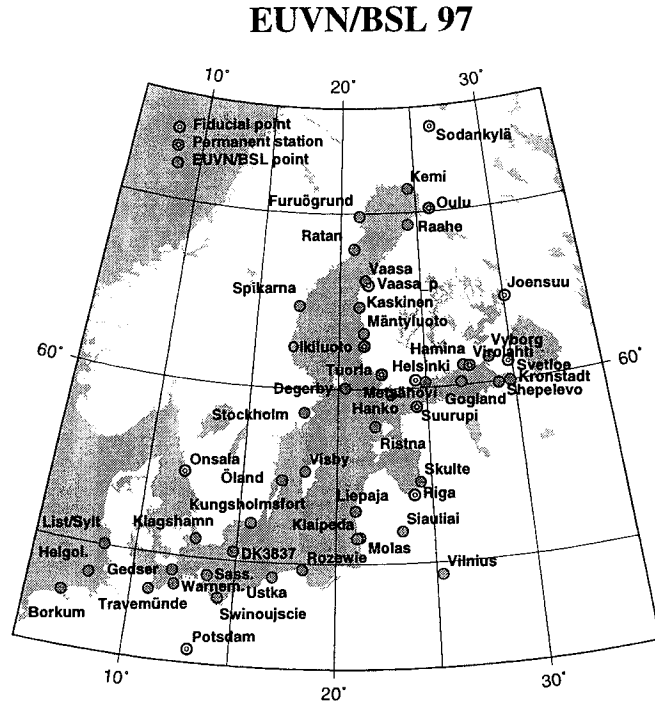 EUVN/BSL 97
10°
20°
30°
Fiducial point
Permanent station
EUVN/BSL point
Sodankylä
Kemi
Furuögrund
Oulu
Raahe
Ratan
Vaasa
Vaasa_p
Joensuu
Spikarna
Kaskinen
Mäntyluoto
Olkiluoto
Vyborg
Hamina
Virolahti
60°
60°
Tuorla
Helsinki
Svetloe
Kronstadt
Degerby
Metsähovi
Gogland
Shepelevo
Stockholm
Hanko
Suurupi
Ristna
Onsala
Visby
Öland
Skulte
Liepaja
Riga
Kungsholmsfort
List/Sylt
Klagshamn
Klaipeda
Siauliai
Helgol.
DK3837
Molas
Gedser
Sass.
Rozewie
Vilnius
Warnem.
Ustka
Borkum
Travemünde
Swinoujscie
Potsdam
10°
20°
30°